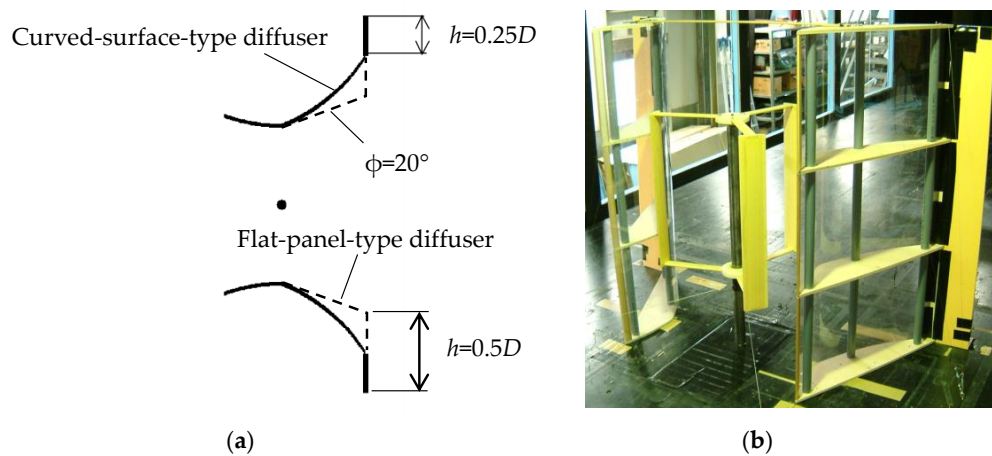 Curved-surface-type diffuser
h=0.25D
ϕ=20°
Flat-panel-type diffuser
h=0.5D
(a)
(b)